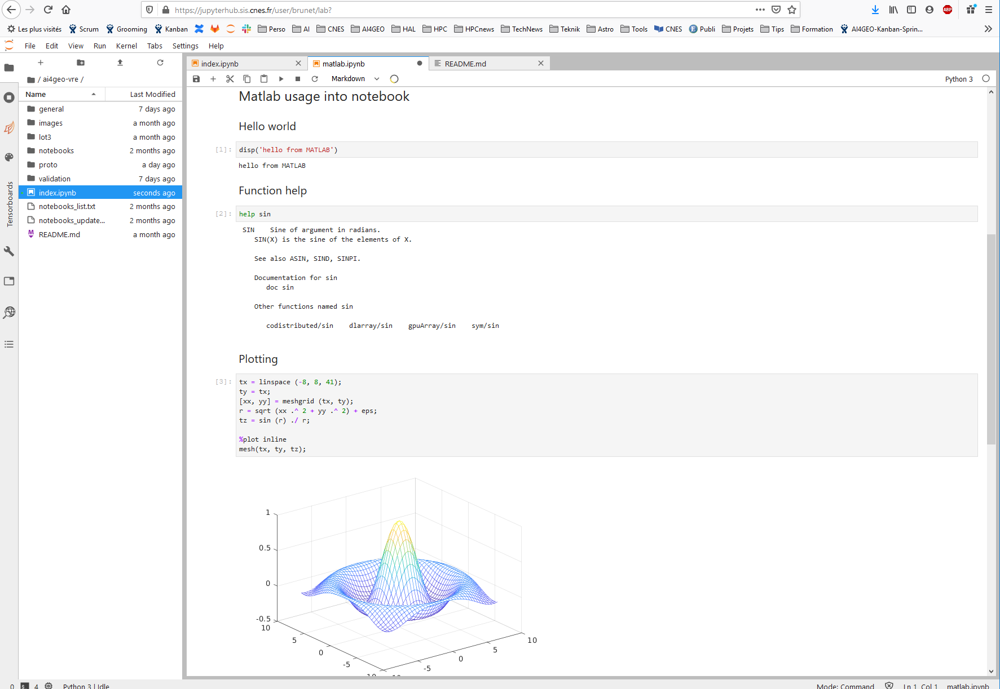 https://jupyterhub.sis.cnes.fr/user/brunet/lab?
Les plus visités Scrum Grooming Kanban Perso AI CNES AI4GEO HAL HPC HPCnews TechNews Teknik Astro Tools CNES Publi Projets Tips Formation AI4GEO-Kanban-Sprin...
File Edit View Run Kernel Tabs Settings Help
index.ipynb matlab.ipynb README.md
/ ai4geo-vre /
Markdown Python 3
Name Last Modified
general 7 days ago
images a month ago
lot3 a month ago
notebooks 2 months ago
proto a day ago
validation 7 days ago
index.ipynb seconds ago
notebooks_list.txt 2 months ago
notebooks_update... 2 months ago
README.md a month ago
Tensorboards
Matlab usage into notebook
Hello world
[1]: disp('hello from MATLAB')
hello from MATLAB
Function help
[2]: help sin
SIN Sine of argument in radians.
SIN(X) is the sine of the elements of X.
See also ASIN, SIND, SINPI.
Documentation for sin
doc sin
Other functions named sin
codistributed/sin dlarray/sin gpuArray/sin sym/sin
Plotting
[3]: tx = linspace (-8, 8, 41);
ty = tx;
[xx, yy] = meshgrid (tx, ty);
r = sqrt (xx .^ 2 + yy .^ 2) + eps;
tz = sin (r) ./ r;
%plot inline
mesh(tx, ty, tz);
1
0.5
0
-0.5
10
5
0
-5
-5
0
5
10
0 4 Python 3 | Idle Mode: Command Ln 1, Col 1 matlab.ipynb
ABP